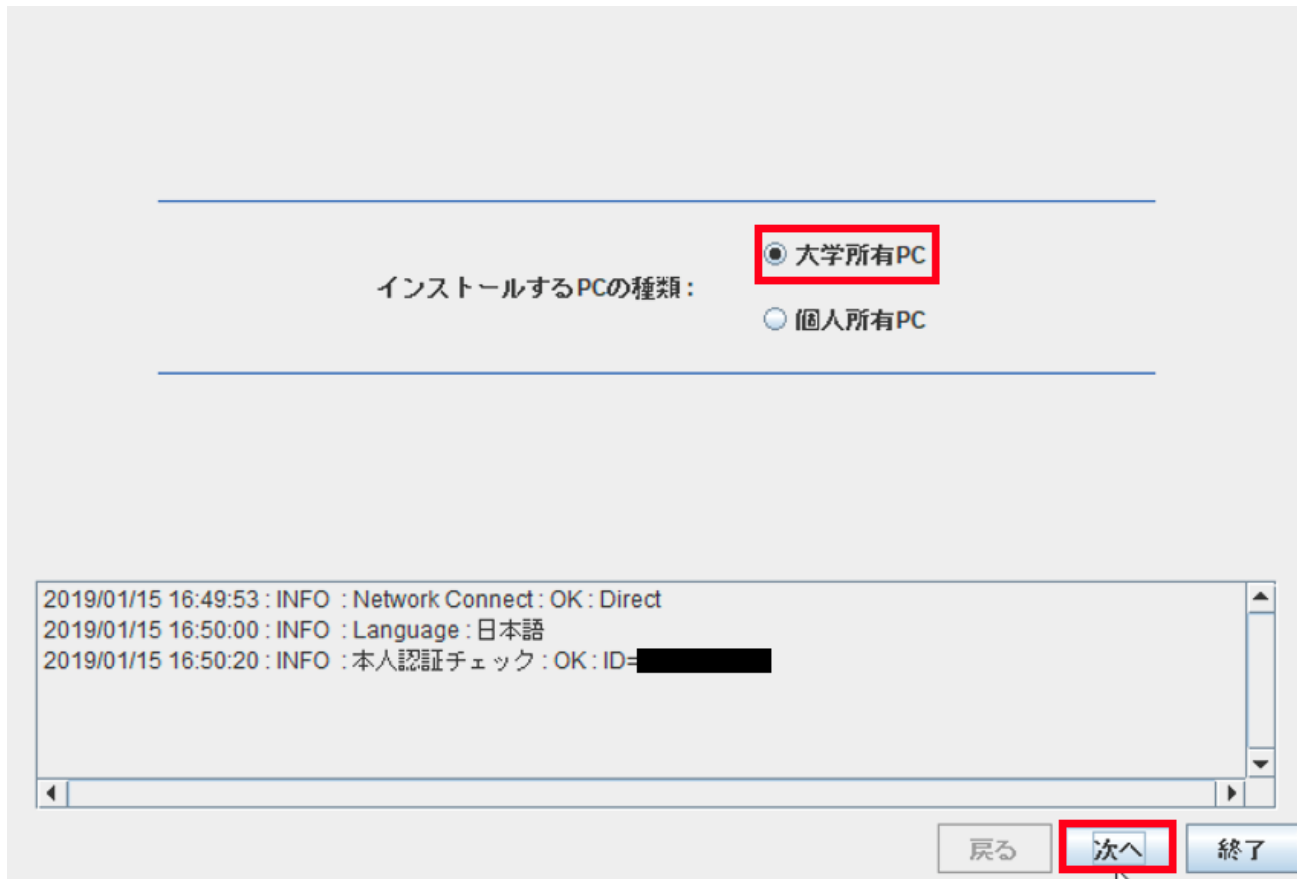 大学所有PC
インストールするPCの種類：
個人所有PC
2019/01/15 16:49:53 : INFO : Network Connect : OK : Direct
2019/01/15 16:50:00 : INFO : Language : 日本語
2019/01/15 16:50:20 : INFO : 本人認証チェック : OK : ID=
戻る 次へ 終了